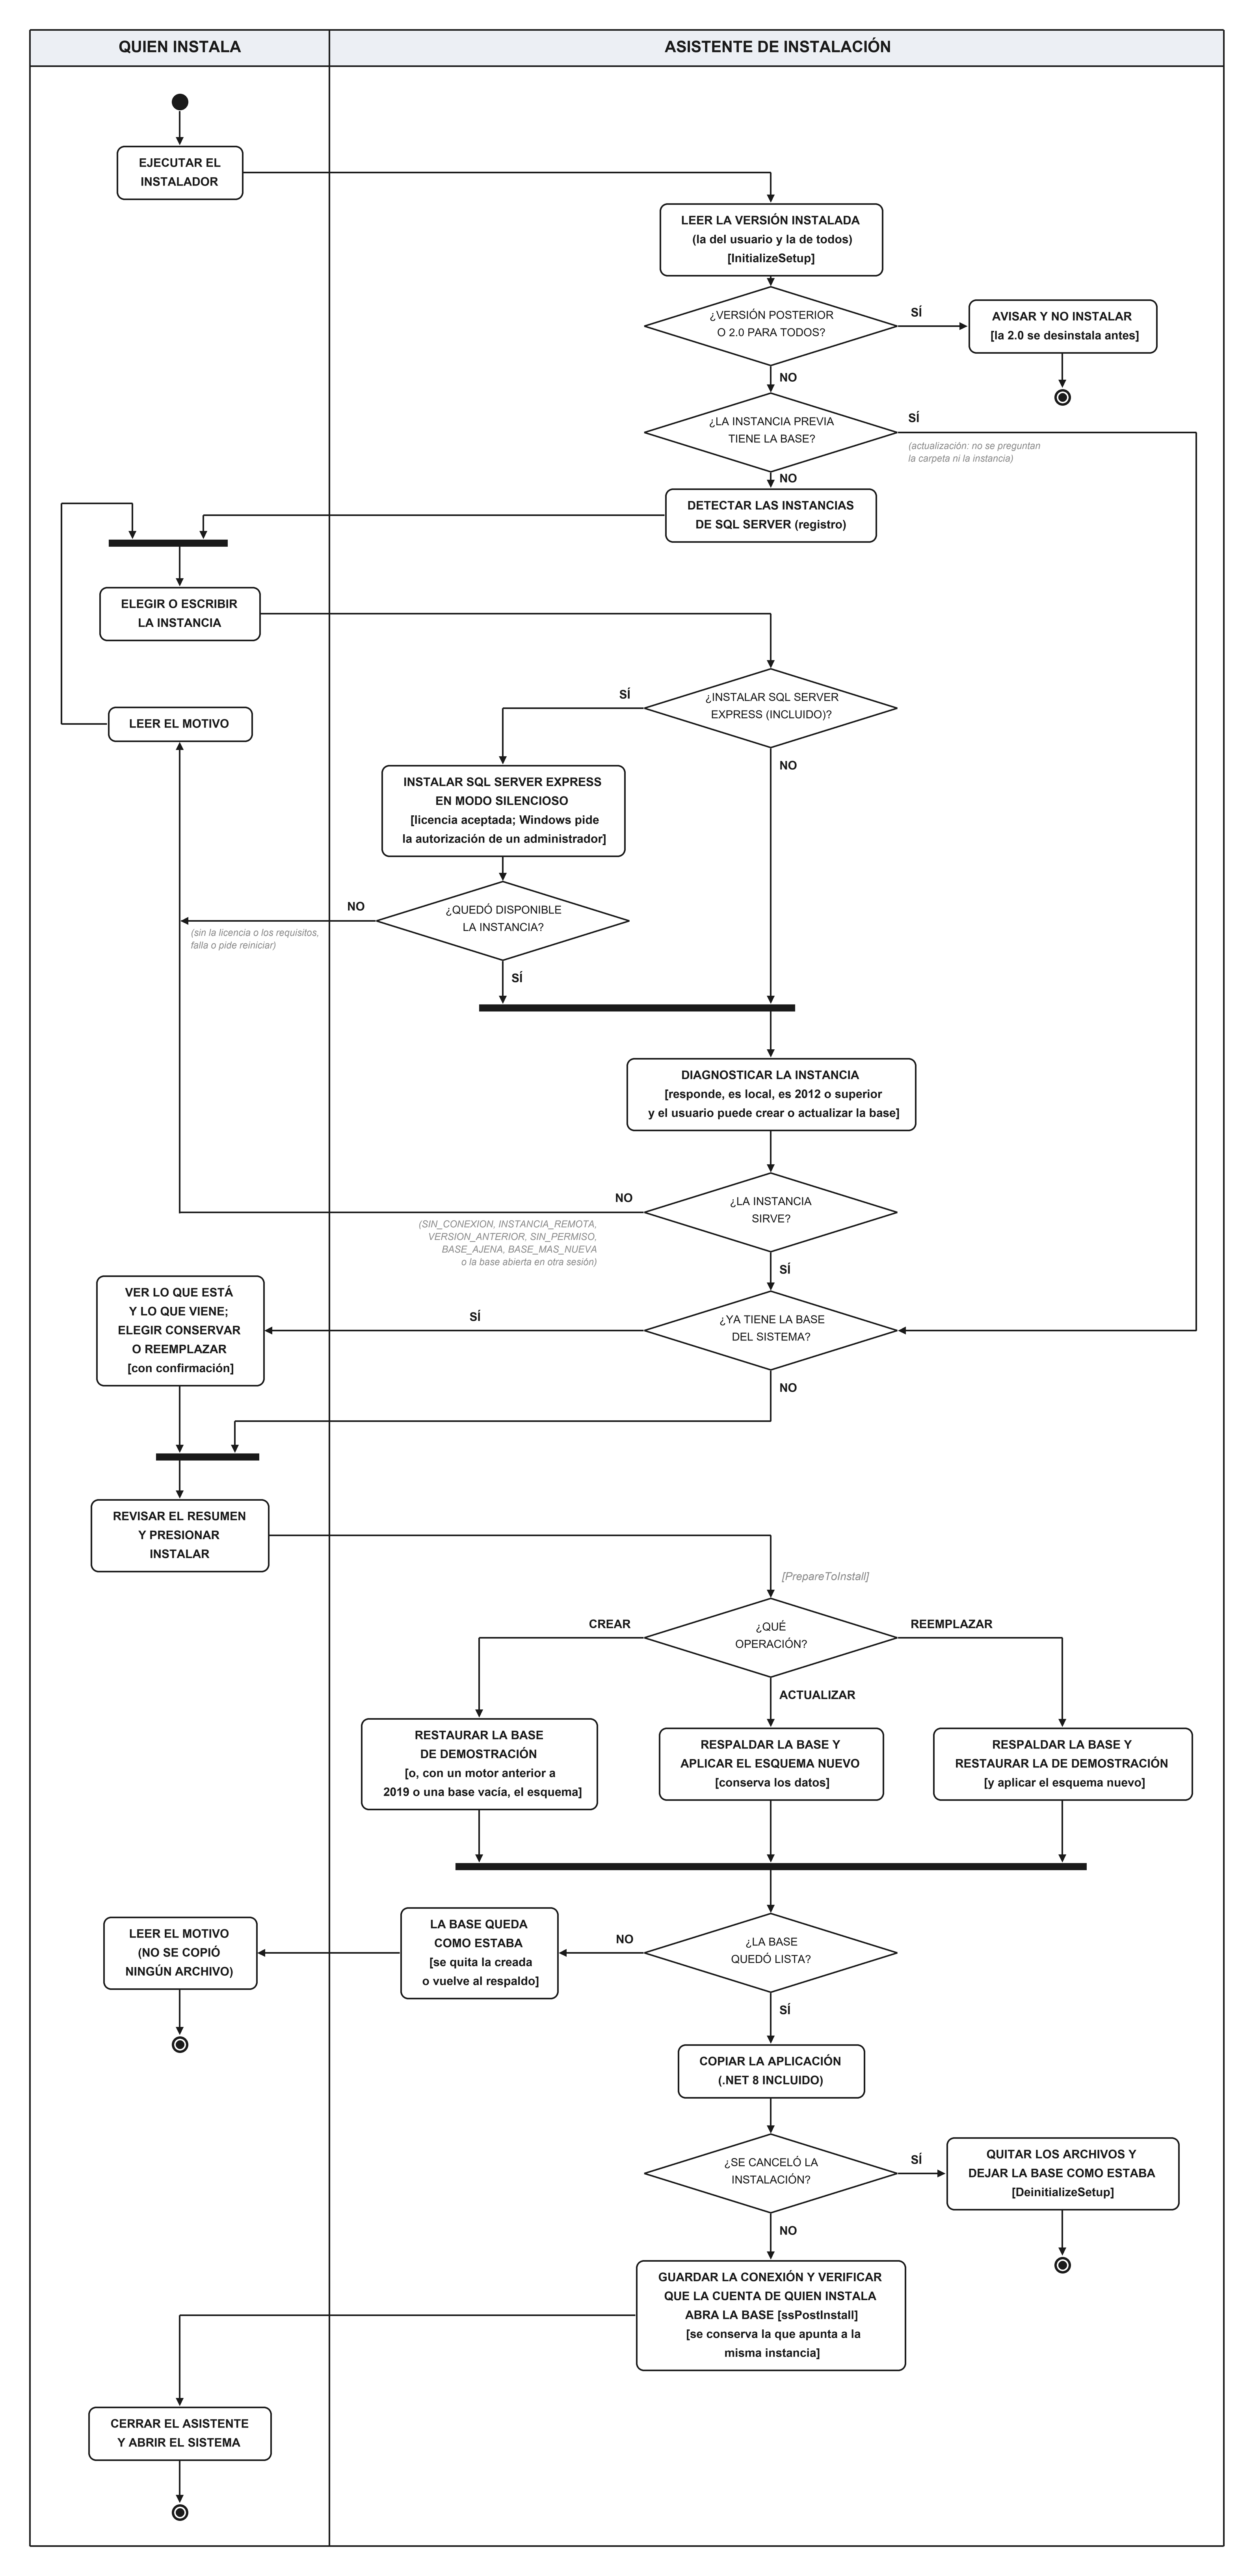 QUIEN INSTALA
ASISTENTE DE INSTALACIÓN
EJECUTAR EL
INSTALADOR
LEER LA VERSIÓN INSTALADA
(la del usuario y la de todos)
[InitializeSetup]
¿VERSIÓN POSTERIOR
O 2.0 PARA TODOS?
SÍ
AVISAR Y NO INSTALAR
[la 2.0 se desinstala antes]
NO
¿LA INSTANCIA PREVIA
TIENE LA BASE?
SÍ
(actualización: no se preguntan
la carpeta ni la instancia)
NO
DETECTAR LAS INSTANCIAS
DE SQL SERVER (registro)
ELEGIR O ESCRIBIR
LA INSTANCIA
¿INSTALAR SQL SERVER
EXPRESS (INCLUIDO)?
SÍ
LEER EL MOTIVO
NO
INSTALAR SQL SERVER EXPRESS
EN MODO SILENCIOSO
[licencia aceptada; Windows pide
la autorización de un administrador]
¿QUEDÓ DISPONIBLE
LA INSTANCIA?
NO
(sin la licencia o los requisitos,
falla o pide reiniciar)
SÍ
DIAGNOSTICAR LA INSTANCIA
[responde, es local, es 2012 o superior
y el usuario puede crear o actualizar la base]
¿LA INSTANCIA
SIRVE?
NO
(SIN_CONEXION, INSTANCIA_REMOTA,
VERSION_ANTERIOR, SIN_PERMISO,
BASE_AJENA, BASE_MAS_NUEVA
o la base abierta en otra sesión)
SÍ
VER LO QUE ESTÁ
Y LO QUE VIENE;
ELEGIR CONSERVAR
O REEMPLAZAR
[con confirmación]
SÍ
¿YA TIENE LA BASE
DEL SISTEMA?
NO
REVISAR EL RESUMEN
Y PRESIONAR
INSTALAR
[PrepareToInstall]
¿QUÉ
OPERACIÓN?
CREAR
REEMPLAZAR
ACTUALIZAR
RESTAURAR LA BASE
DE DEMOSTRACIÓN
[o, con un motor anterior a
2019 o una base vacía, el esquema]
RESPALDAR LA BASE Y
APLICAR EL ESQUEMA NUEVO
[conserva los datos]
RESPALDAR LA BASE Y
RESTAURAR LA DE DEMOSTRACIÓN
[y aplicar el esquema nuevo]
LEER EL MOTIVO
(NO SE COPIÓ
NINGÚN ARCHIVO)
LA BASE QUEDA
COMO ESTABA
[se quita la creada
o vuelve al respaldo]
NO
¿LA BASE
QUEDÓ LISTA?
SÍ
COPIAR LA APLICACIÓN
(.NET 8 INCLUIDO)
¿SE CANCELÓ LA
INSTALACIÓN?
SÍ
QUITAR LOS ARCHIVOS Y
DEJAR LA BASE COMO ESTABA
[DeinitializeSetup]
NO
GUARDAR LA CONEXIÓN Y VERIFICAR
QUE LA CUENTA DE QUIEN INSTALA
ABRA LA BASE [ssPostInstall]
[se conserva la que apunta a la
misma instancia]
CERRAR EL ASISTENTE
Y ABRIR EL SISTEMA